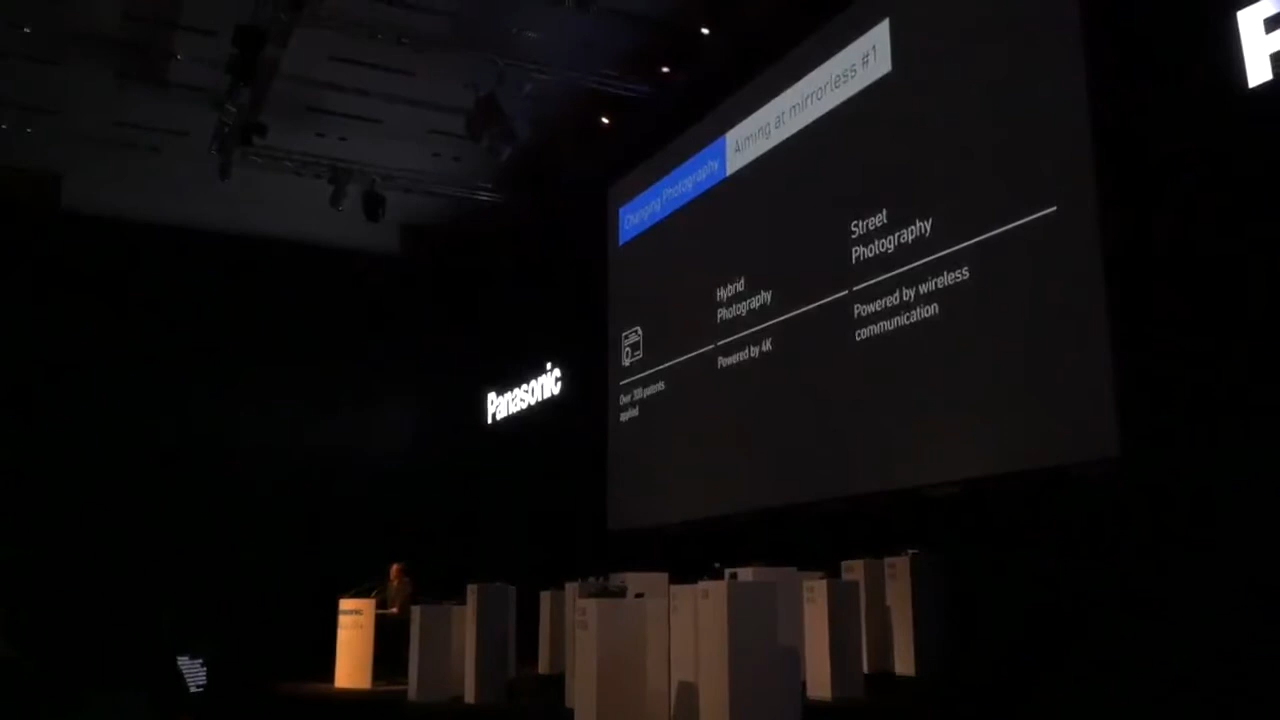 Changing Photography
Aiming at mirrorless #1
Street
Photography
Hybrid
Photography
Powered by wireless
communication
Powered by 4K
Over 300 patents
applied
Panasonic